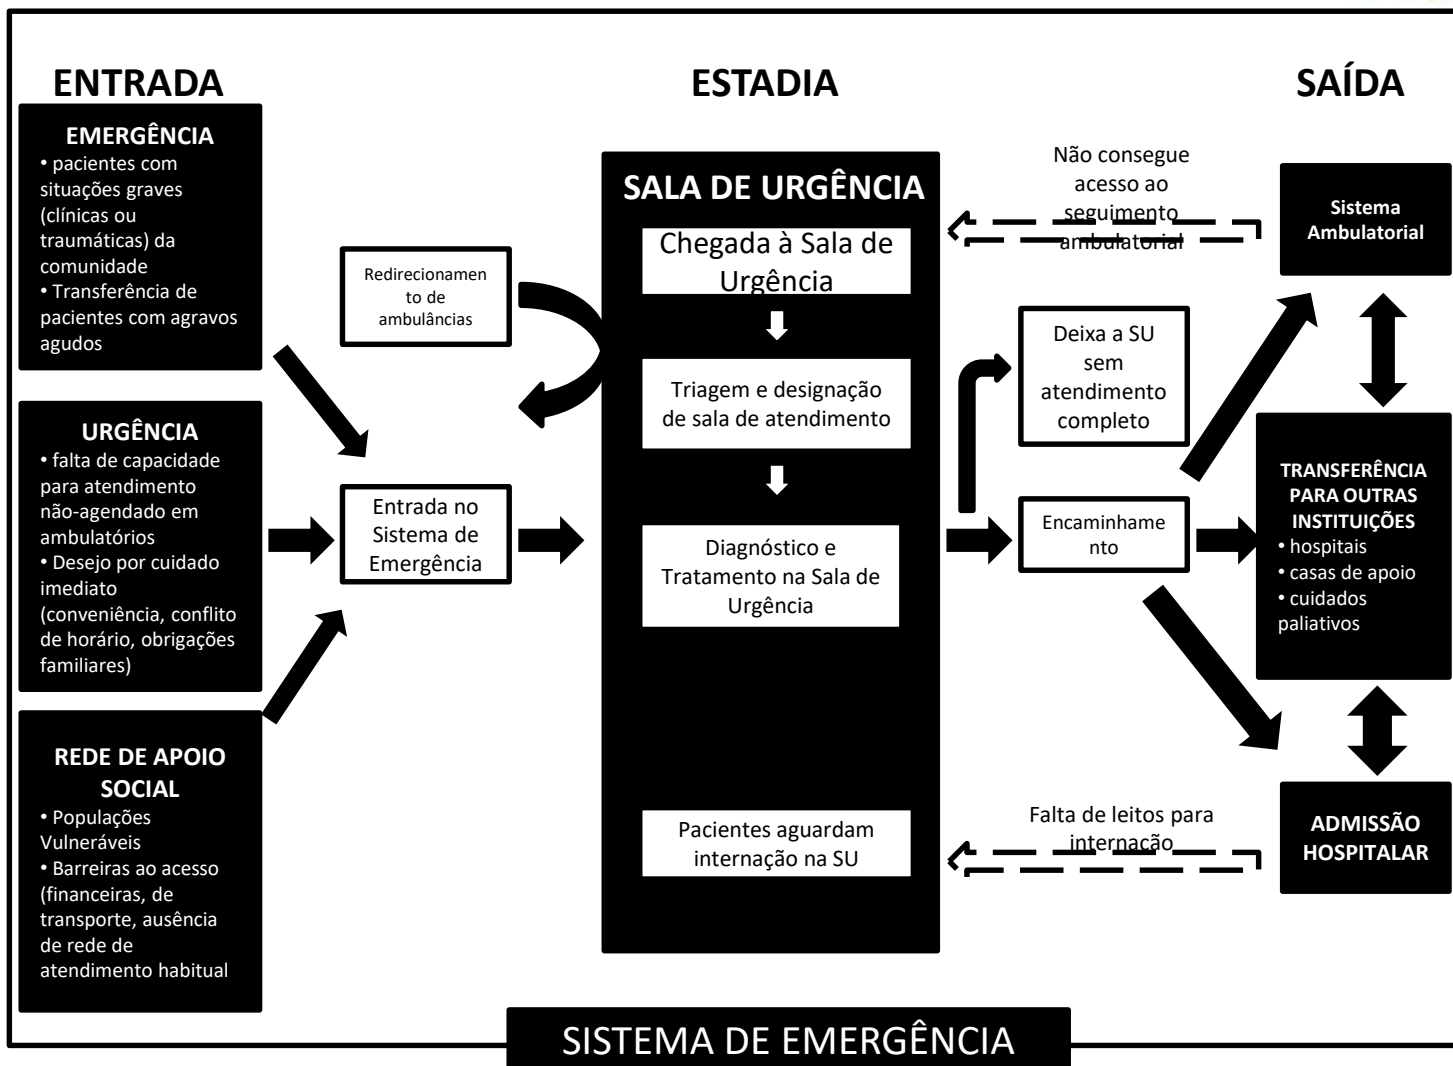 ENTRADA
EMERGÊNCIA
• pacientes com
situações graves
(clínicas ou
traumáticas) da
comunidade
• Transferência de
pacientes com agravos
agudos
URGÊNCIA
• falta de capacidade
para atendimento
não-agendado em
ambulatórios
• Desejo por cuidado
imediato
(conveniência, conflito
de horário, obrigações
familiares)
REDE DE APOIO
SOCIAL
• Populações
Vulneráveis
• Barreiras ao acesso
(financeiras, de
transporte, ausência
de rede de
atendimento habitual
Redirecioname
nto de
ambulâncias
Entrada no
Sistema de
Emergência
ESTADIA
SALA DE URGÊNCIA
Chegada à Sala de
Urgência
Triagem e designação
de sala de atendimento
Diagnóstico e
Tratamento na Sala de
Urgência
Pacientes aguardam
internação na SU
Não consegue
acesso ao
seguimento
ambulatorial
Deixa a SU
sem
atendimento
completo
Encaminhame
nto
Falta de leitos para
internação
SAÍDA
Sistema
Ambulatorial
TRANSFERÊNCIA
PARA OUTRAS
INSTITUIÇÕES
• hospitais
• casas de apoio
• cuidados
paliativos
ADMISSÃO
HOSPITALAR
SISTEMA DE EMERGÊNCIA